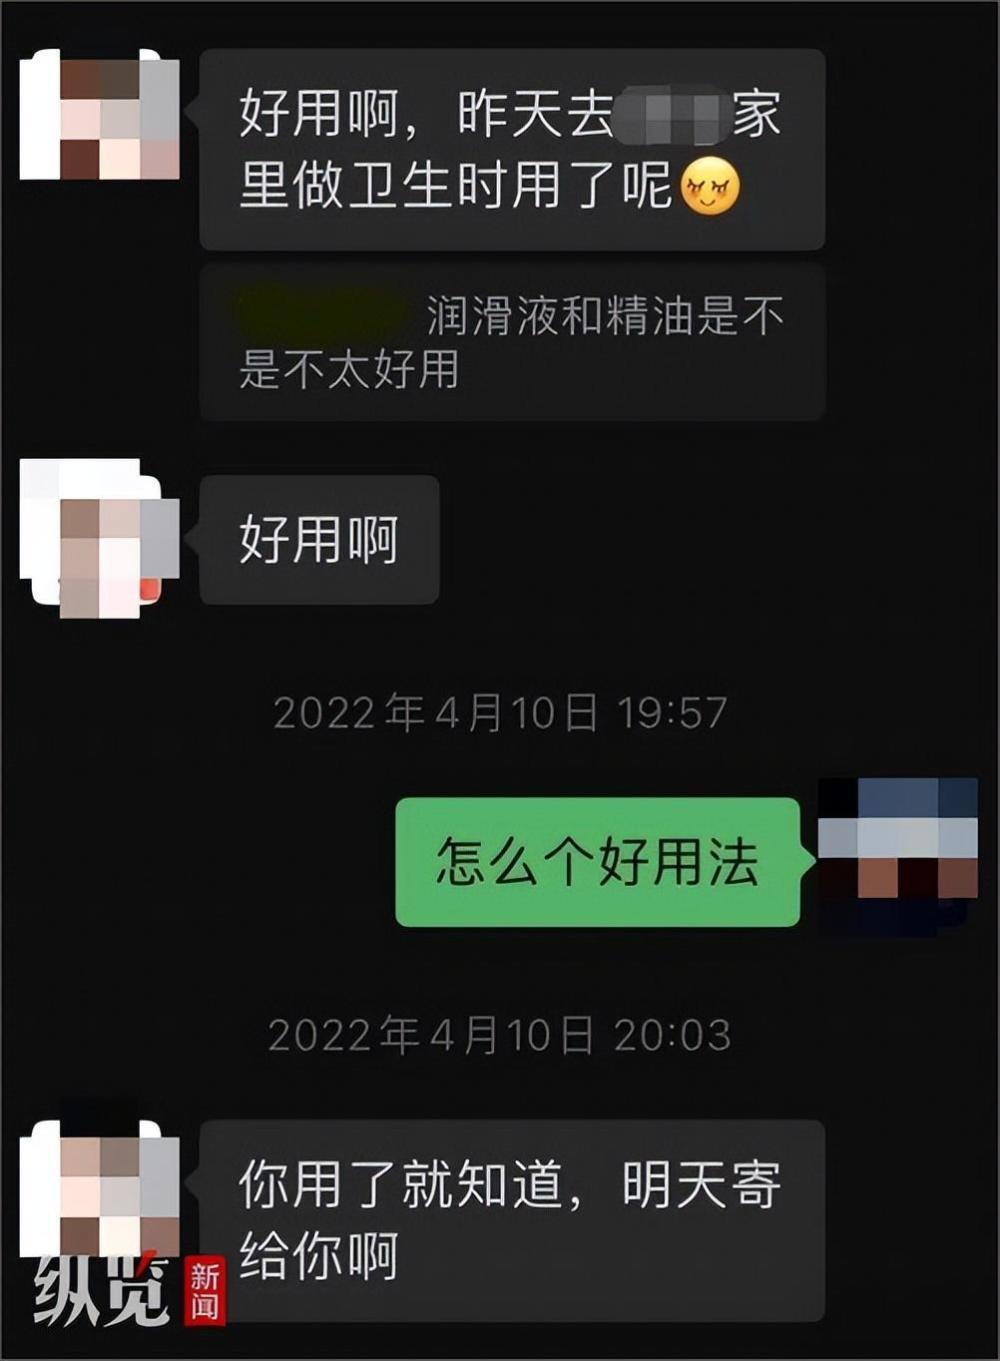 好用啊，昨天去家
里做卫生时用了呢
润滑液和精油是不
是不太好用
好用啊
2022年4月10日 19:57
怎么个好用法
2022年4月10日 20:03
你用了就知道，明天寄
给你啊
纵览
新
闻